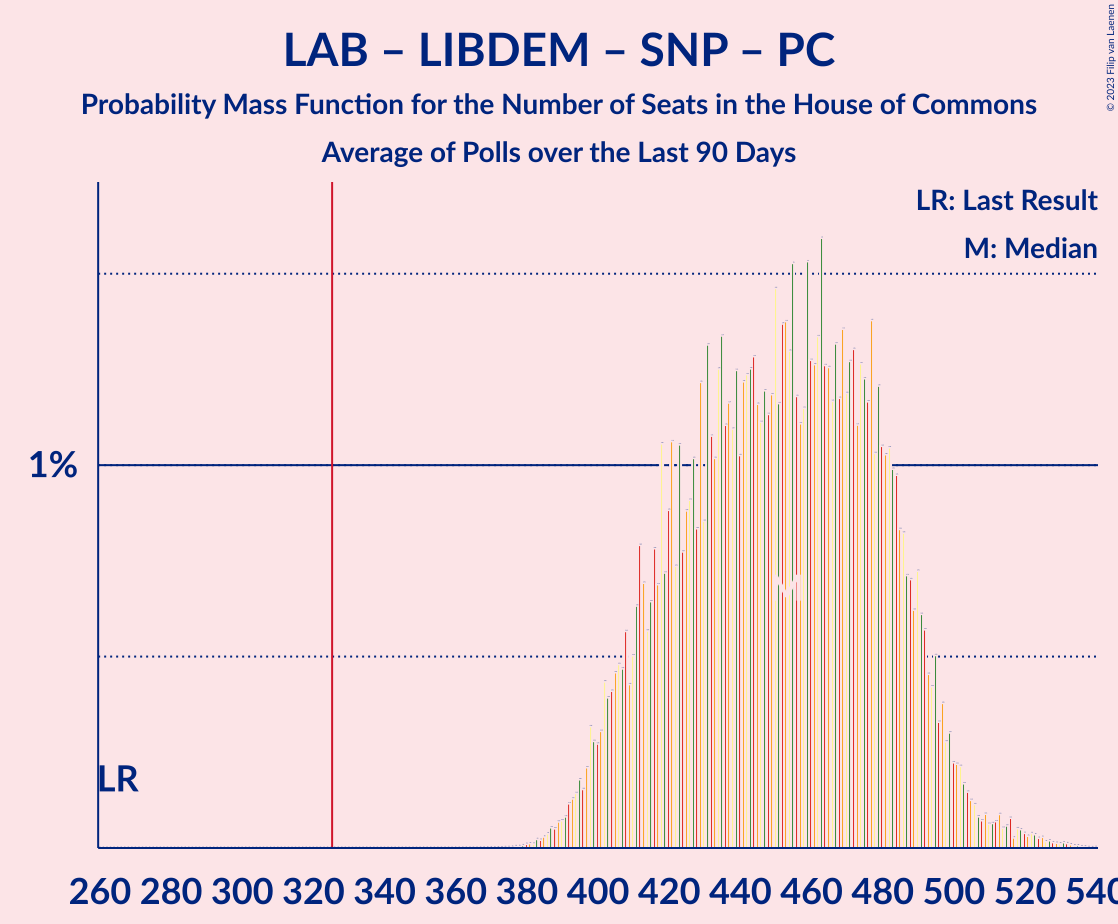 LAB – LIBDEM – SNP – PC
Probability Mass Function for the Number of Seats in the House of Commons
Average of Polls over the Last 90 Days
© 2023 Filip van Laenen
LR: Last Result
M: Median
1%
LR
260 280 300 320 340 360 380 400 420 440 460 480 500 520 540